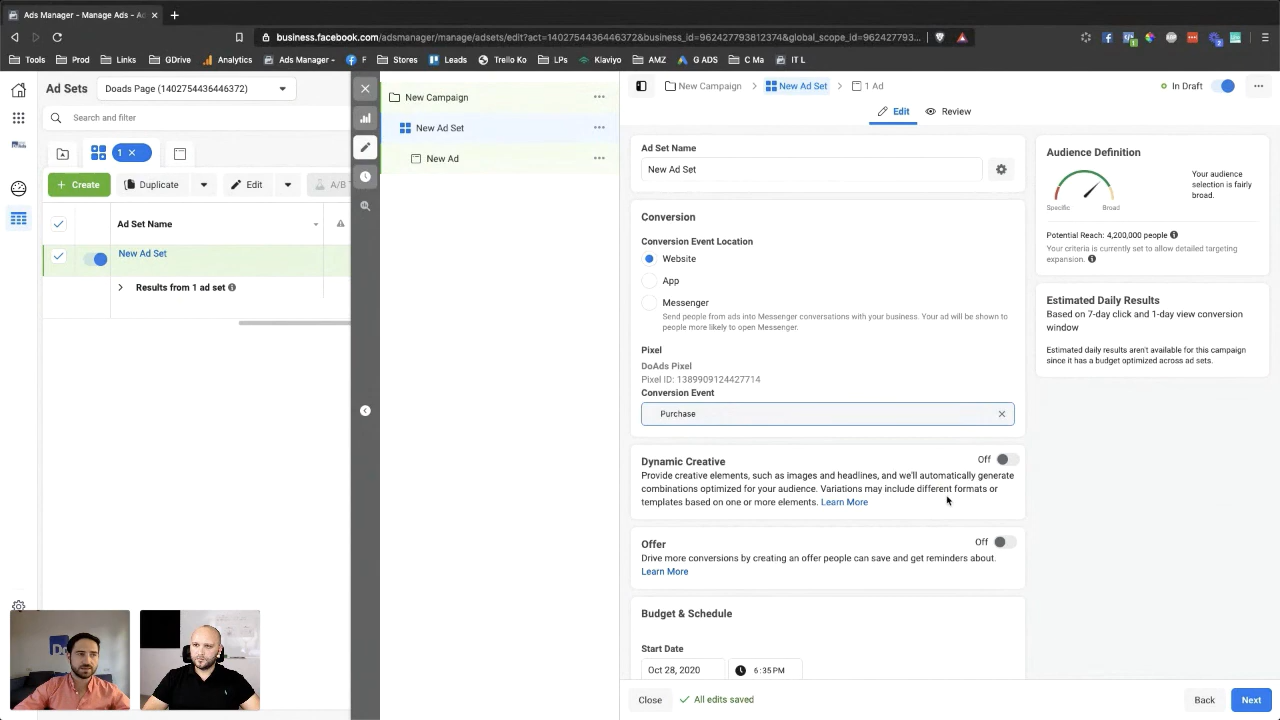 Ads Manager - Manage Ads - Ad
business.facebook.com/adsmanager/manage/adsets/edit?act=1402754436446372&business_id=962427793812374&global_scope_id=962427793...
Tools
Posts
Links
GDrive
Analytics
F
Stores
Leads
Trello Ko
LPs
Klaviyo
AMZ
G ADS
C Ma
IT L
Ad Sets
Doads Page (1402754436446372)
Search and filter
1
Create
Duplicate
Edit
A/B
Ad Set Name
New Ad Set
Results from 1 ad set
New Campaign
New Ad Set
New Ad
New Campaign
New Ad Set
1 Ad
In Draft
Edit
Review
Ad Set Name
New Ad Set
Conversion
Conversion Event Location
Website
App
Messenger
Send people from ads into Messenger conversations with your business. Your ad will be shown to
people more likely to open Messenger.
Pixel
DoAds Pixel
Pixel ID: 1389909124427714
Conversion Event
Purchase
Dynamic Creative
Off
Provide creative elements, such as images and headlines, and we'll automatically generate
combinations optimized for your audience. Variations may include different formats or
templates based on one or more elements. Learn More
Offer
Off
Drive more conversions by creating an offer people can save and get reminders about.
Learn More
Budget & Schedule
Start Date
Oct 28, 2020
6:35 PM
Close
All edits saved
Back
Next
Audience Definition
Specific
Broad
Your audience
selection is fairly
broad.
Potential Reach: 4,200,000 people
Your criteria is currently set to allow detailed targeting
expansion.
Estimated Daily Results
Based on 7-day click and 1-day view conversion
window
Estimated daily results aren't available for this campaign
since it has a budget optimized across ad sets.